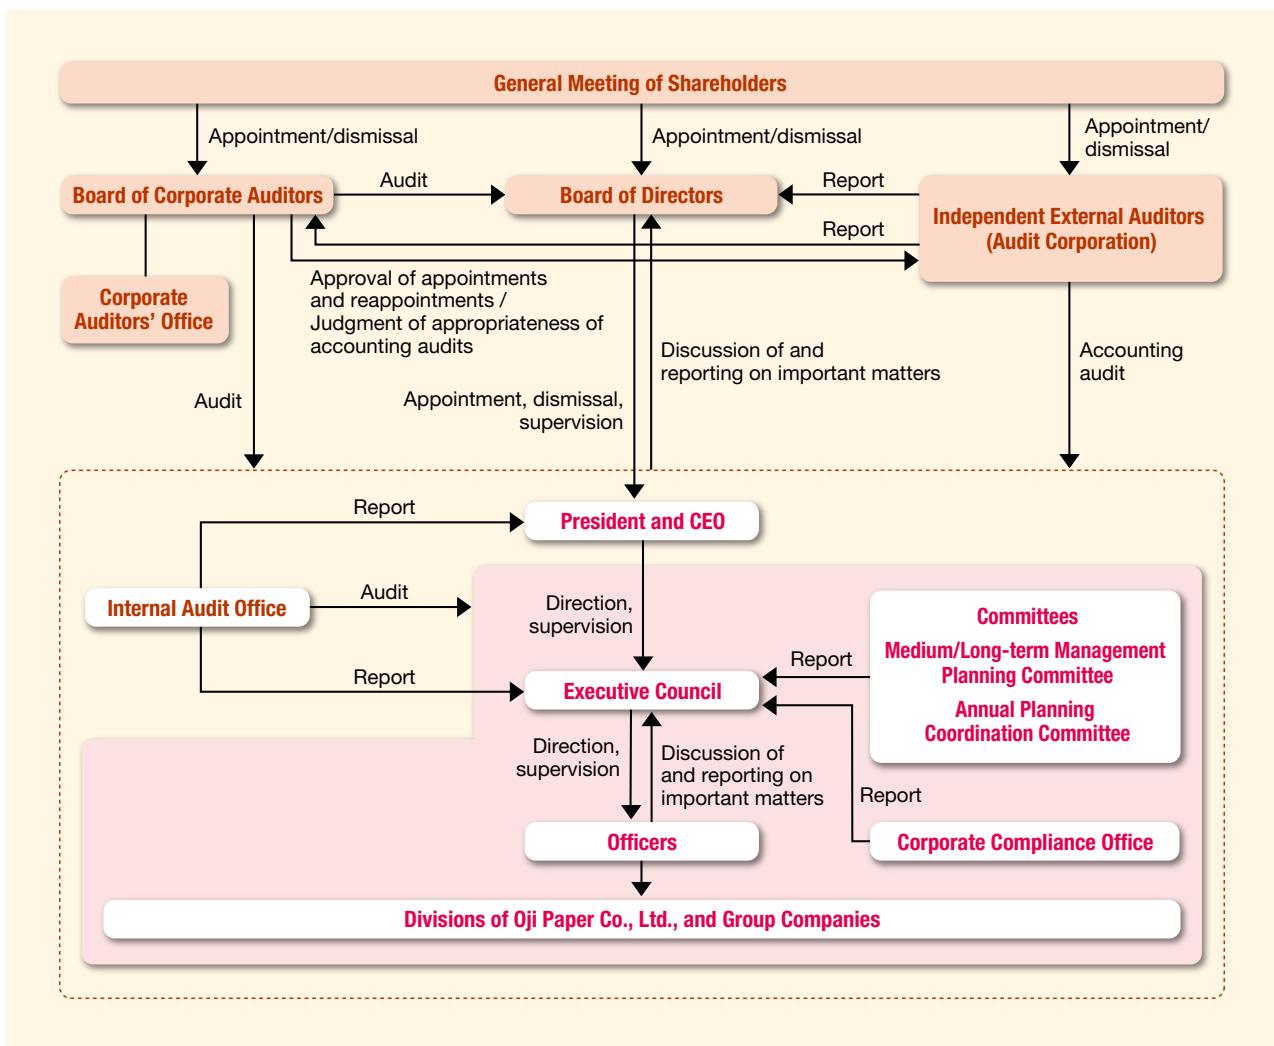 General Meeting of Shareholders
Appointment/dismissal
Appointment/dismissal
Appointment/
dismissal
Board of Corporate Auditors
Audit
Board of Directors
Report
Independent External Auditors
(Audit Corporation)
Report
Corporate
Auditors’ Office
Approval of appointments
and reappointments /
Judgment of appropriateness of
accounting audits
Discussion of and
reporting on important matters
Accounting
audit
Audit
Appointment, dismissal,
supervision
Report
President and CEO
Internal Audit Office
Audit
Direction,
supervision
Committees
Medium/Long-term Management
Planning Committee
Annual Planning
Coordination Committee
Report
Report
Executive Council
Direction,
supervision
Discussion of
and reporting on
important matters
Report
Officers
Corporate Compliance Office
Divisions of Oji Paper Co., Ltd., and Group Companies